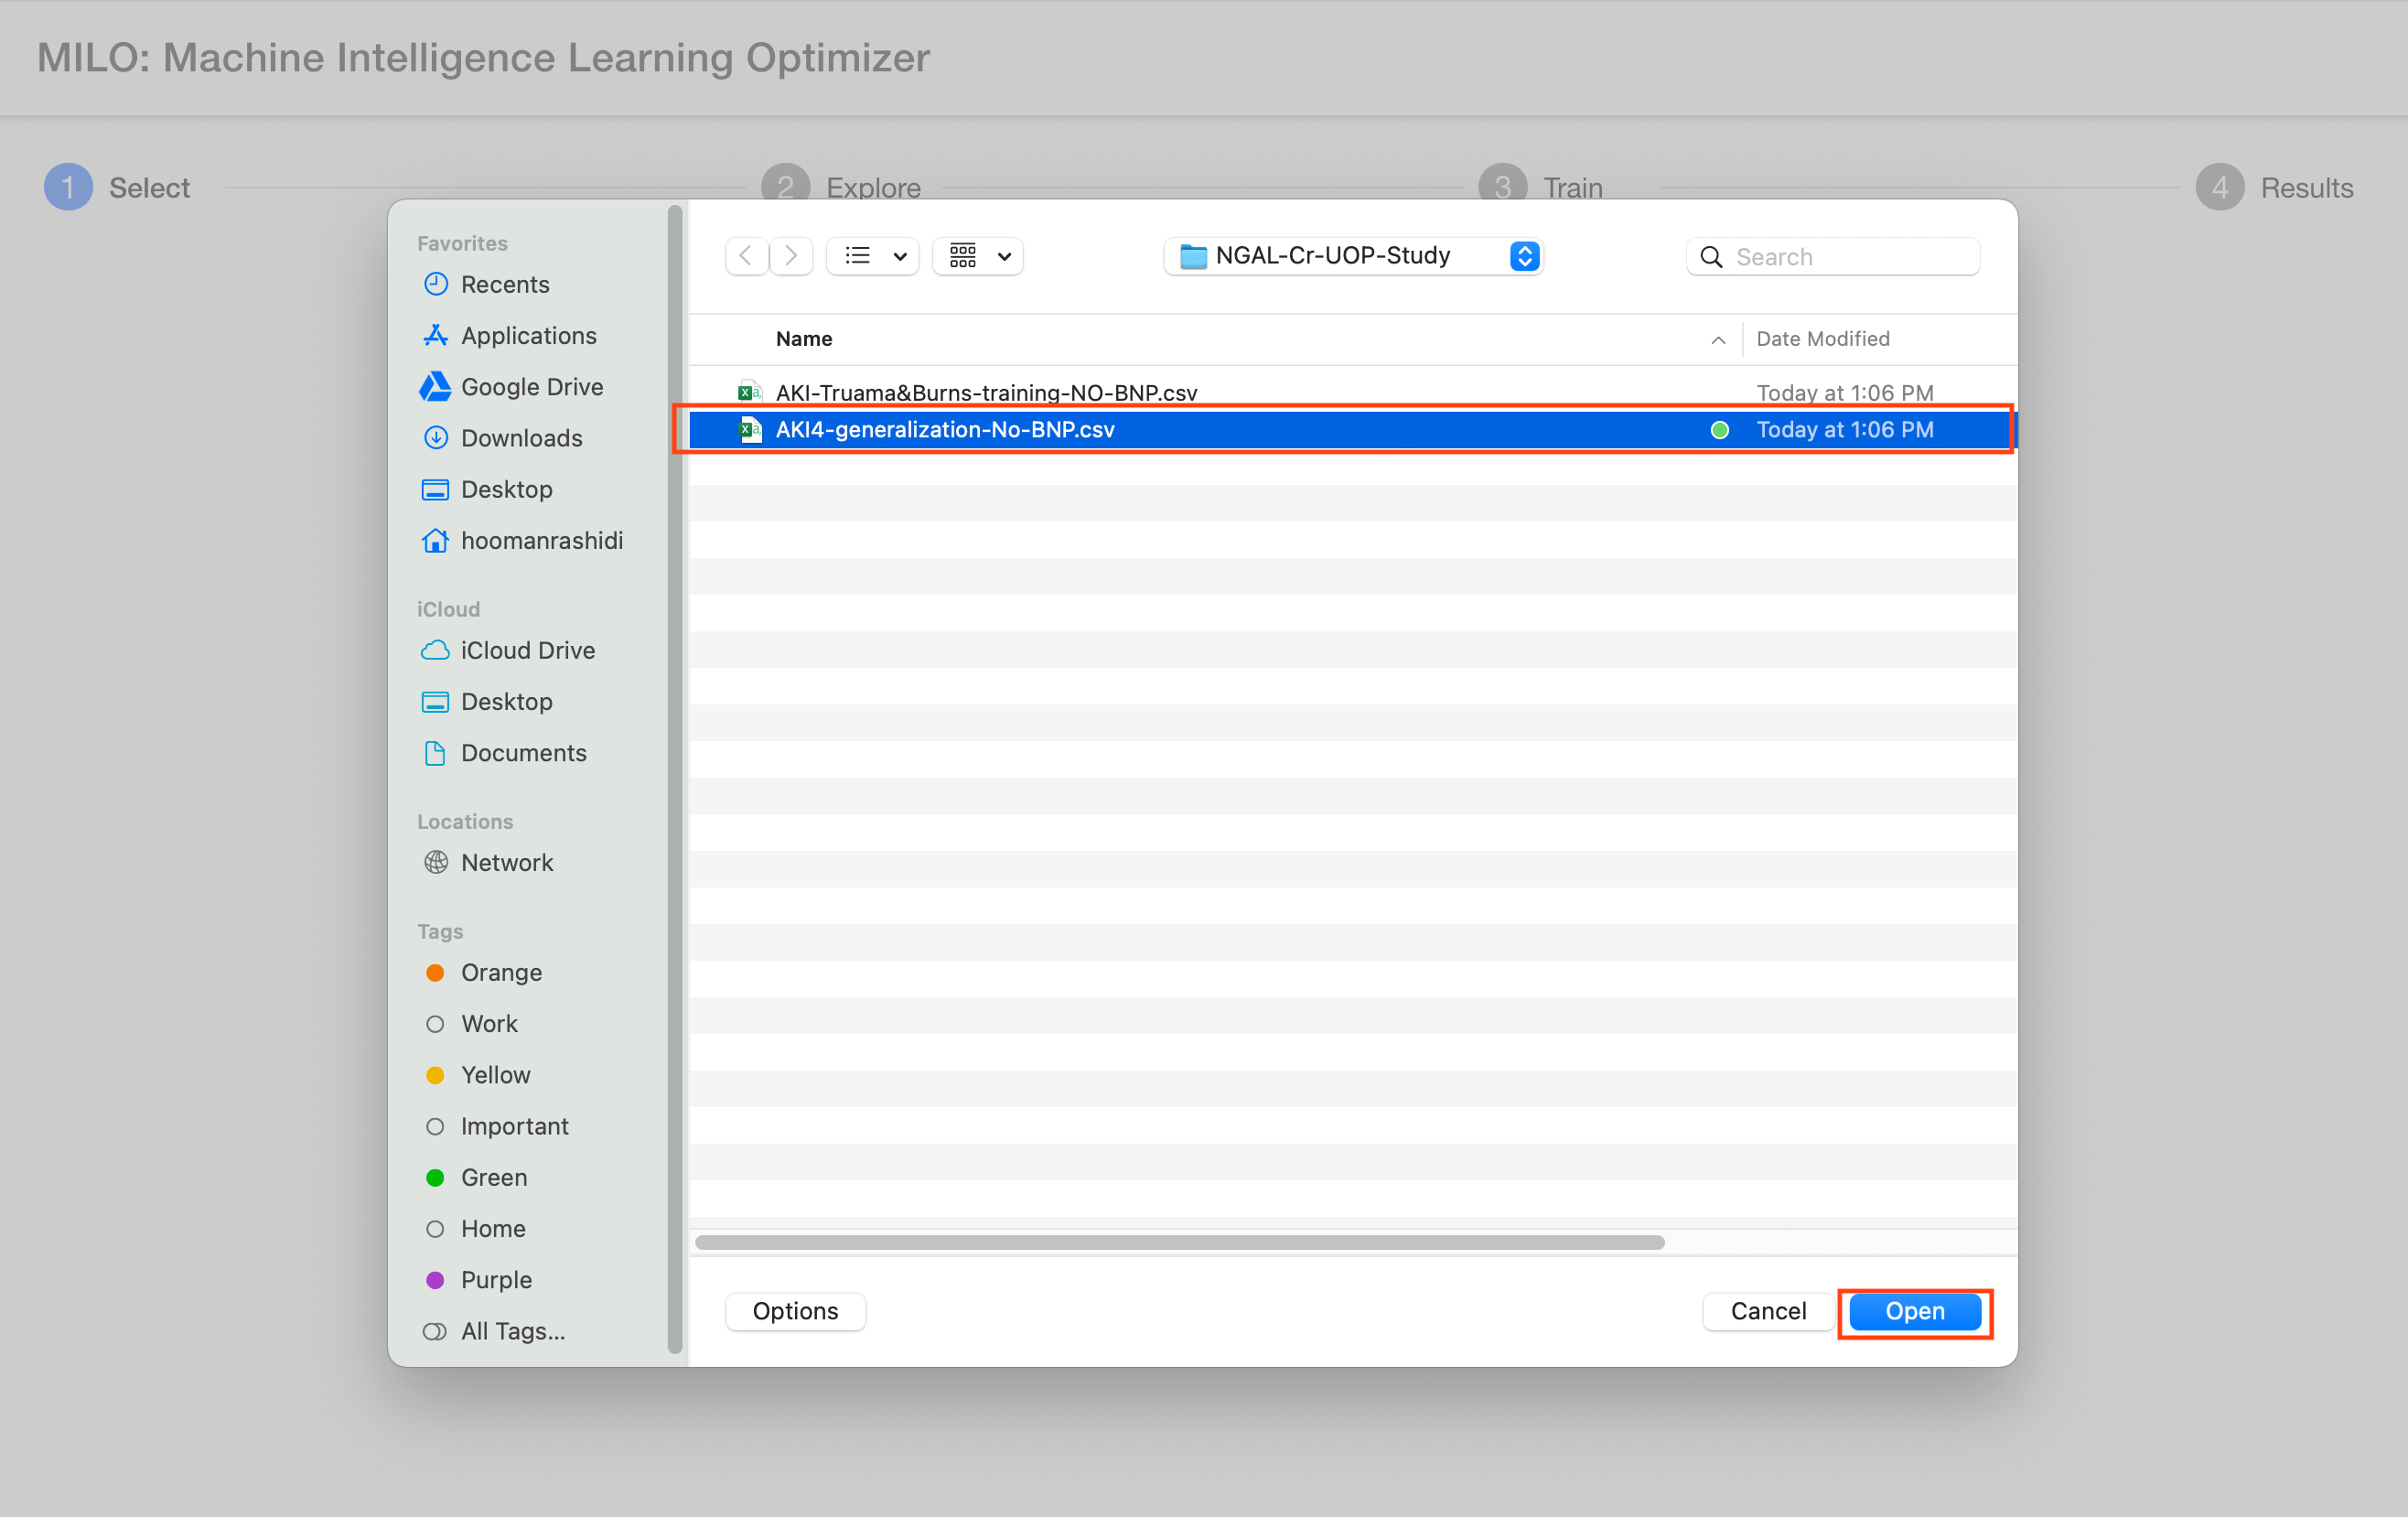 MILO: Machine Intelligence Learning Optimizer
1 Select 2 Explore 3 Train 4 Results
Favorites
Recents
Applications
Google Drive
Downloads
Desktop
hoomanrashidi
iCloud
iCloud Drive
Desktop
Documents
Locations
Network
Tags
Orange
Work
Yellow
Important
Green
Home
Purple
All Tags...
NGAL-Cr-UOP-Study
Search
Name Date Modified
AKI-Truama&Burns-training-NO-BNP.csv Today at 1:06 PM
AKI4-generalization-No-BNP.csv Today at 1:06 PM
Options Cancel Open